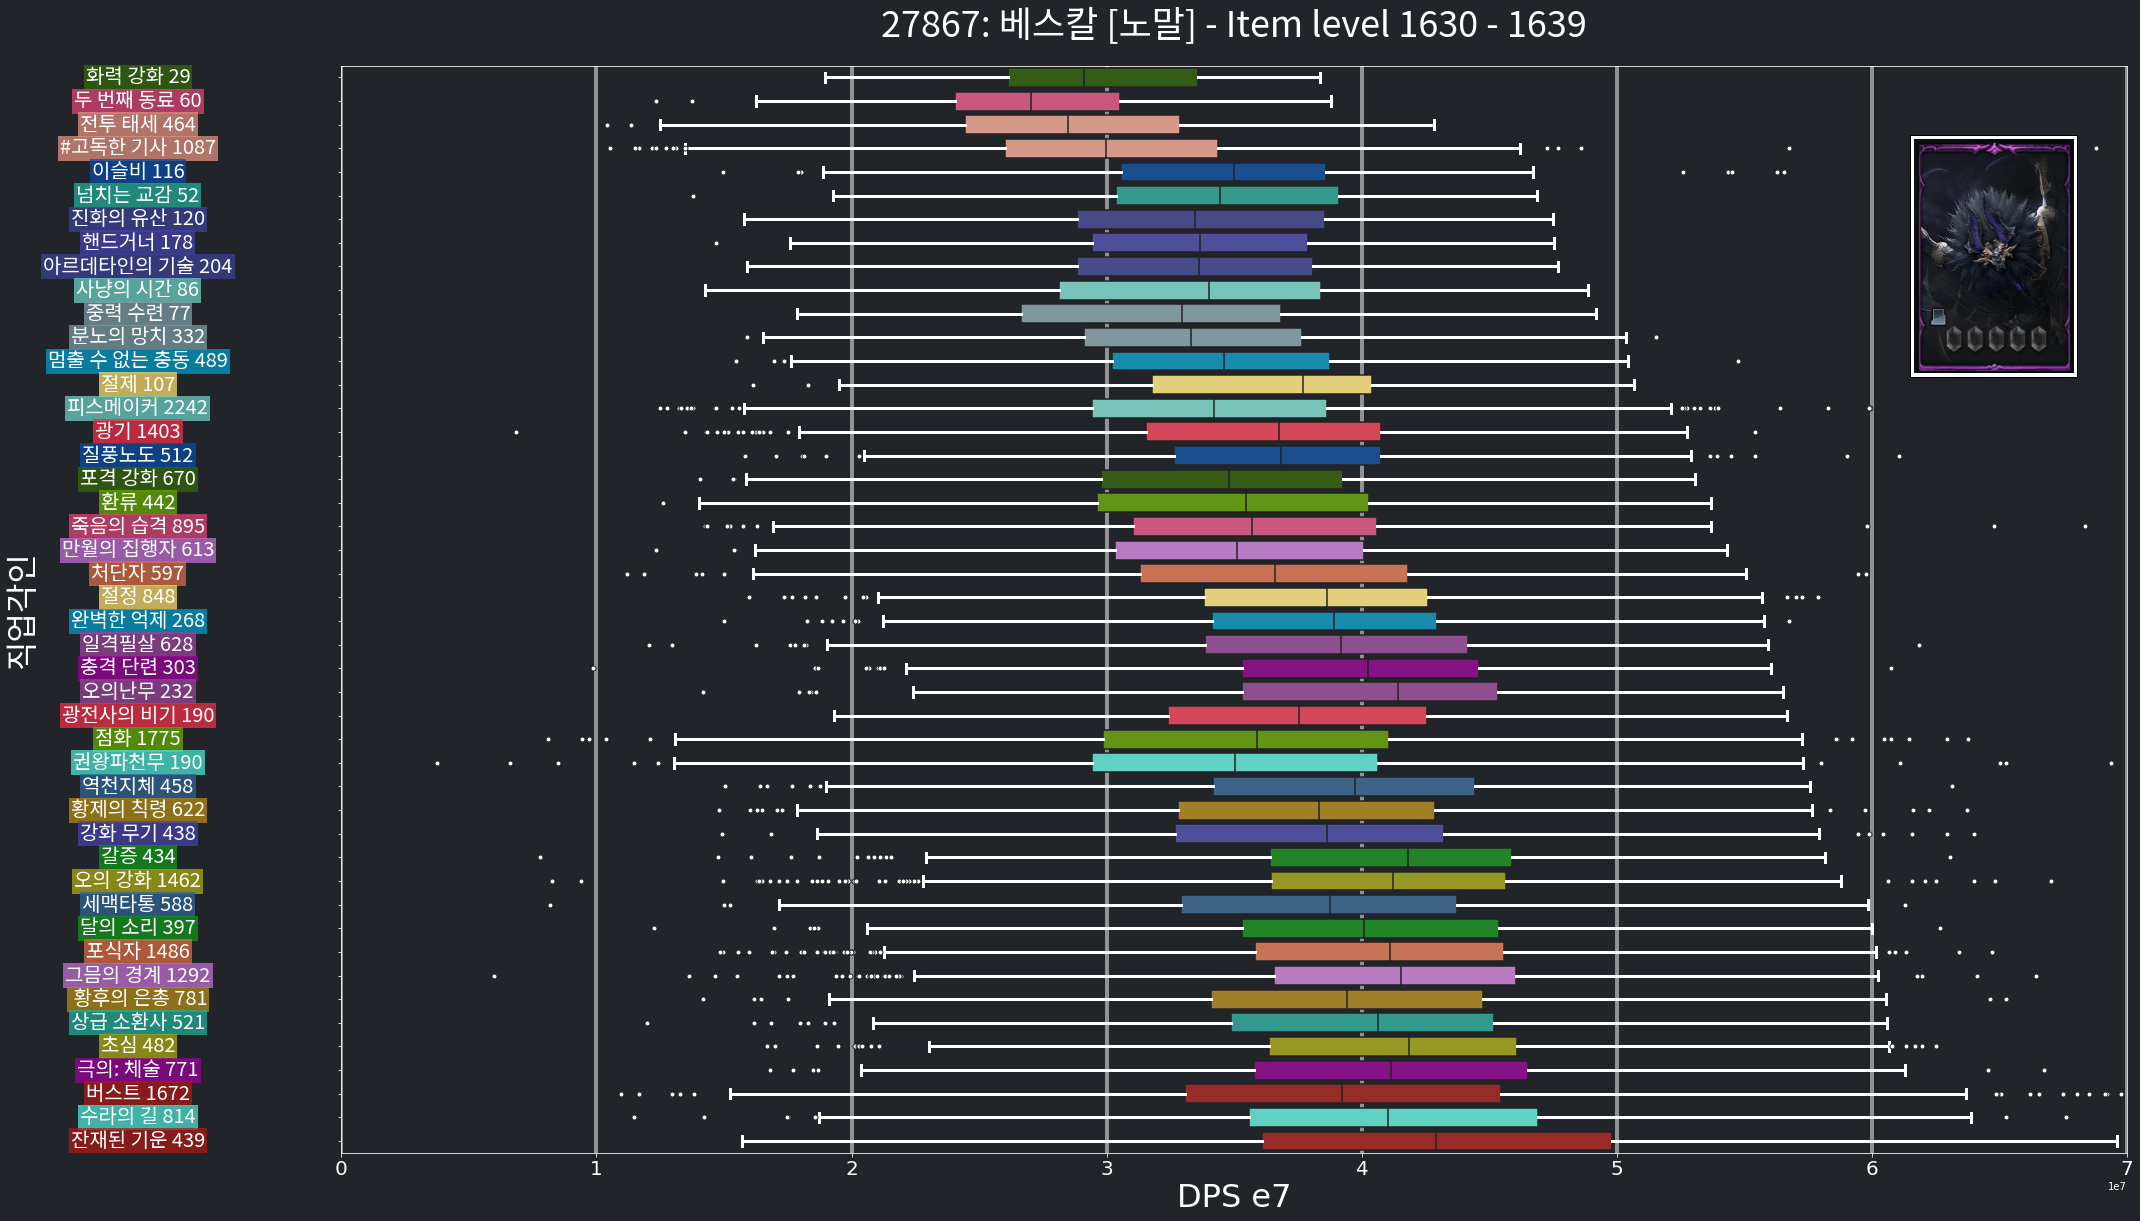 27867: 베스칼 [노말] - Item level 1630 - 1639
화력 강화 29
두 번째 동료 60
전투 태세 464
#고독한 기사 1087
이슬비 116
넘치는 교감 52
진화의 유산 120
핸드거너 178
아르데타인의 기술 204
사냥의 시간 86
중력 수련 77
분노의 망치 332
멈출 수 없는 충동 489
절제 107
피스메이커 2242
광기 1403
질풍노도 512
포격 강화 670
환류 442
죽음의 습격 895
만월의 집행자 613
처단자 597
절정 848
완벽한 억제 268
일격필살 628
충격 단련 303
오의난무 232
광전사의 비기 190
점화 1775
권왕파천무 190
역천지체 458
황제의 칙령 622
강화 무기 438
갈증 434
오의 강화 1462
세맥타통 588
달의 소리 397
포식자 1486
그믐의 경계 1292
황후의 은총 781
상급 소환사 521
초심 482
극의: 체술 771
버스트 1672
수라의 길 814
잔재된 기운 439
직업각인
0 1 2 3 4 5 6 7
1e7
DPS e7